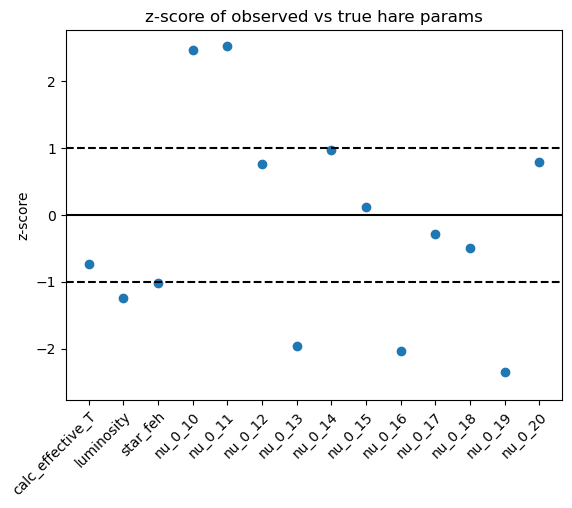 z-score of observed vs true hare params
z-score
2
1
0
−1
−2
calc_effective_T
luminosity
star_feh
nu_0_10
nu_0_11
nu_0_12
nu_0_13
nu_0_14
nu_0_15
nu_0_16
nu_0_17
nu_0_18
nu_0_19
nu_0_20